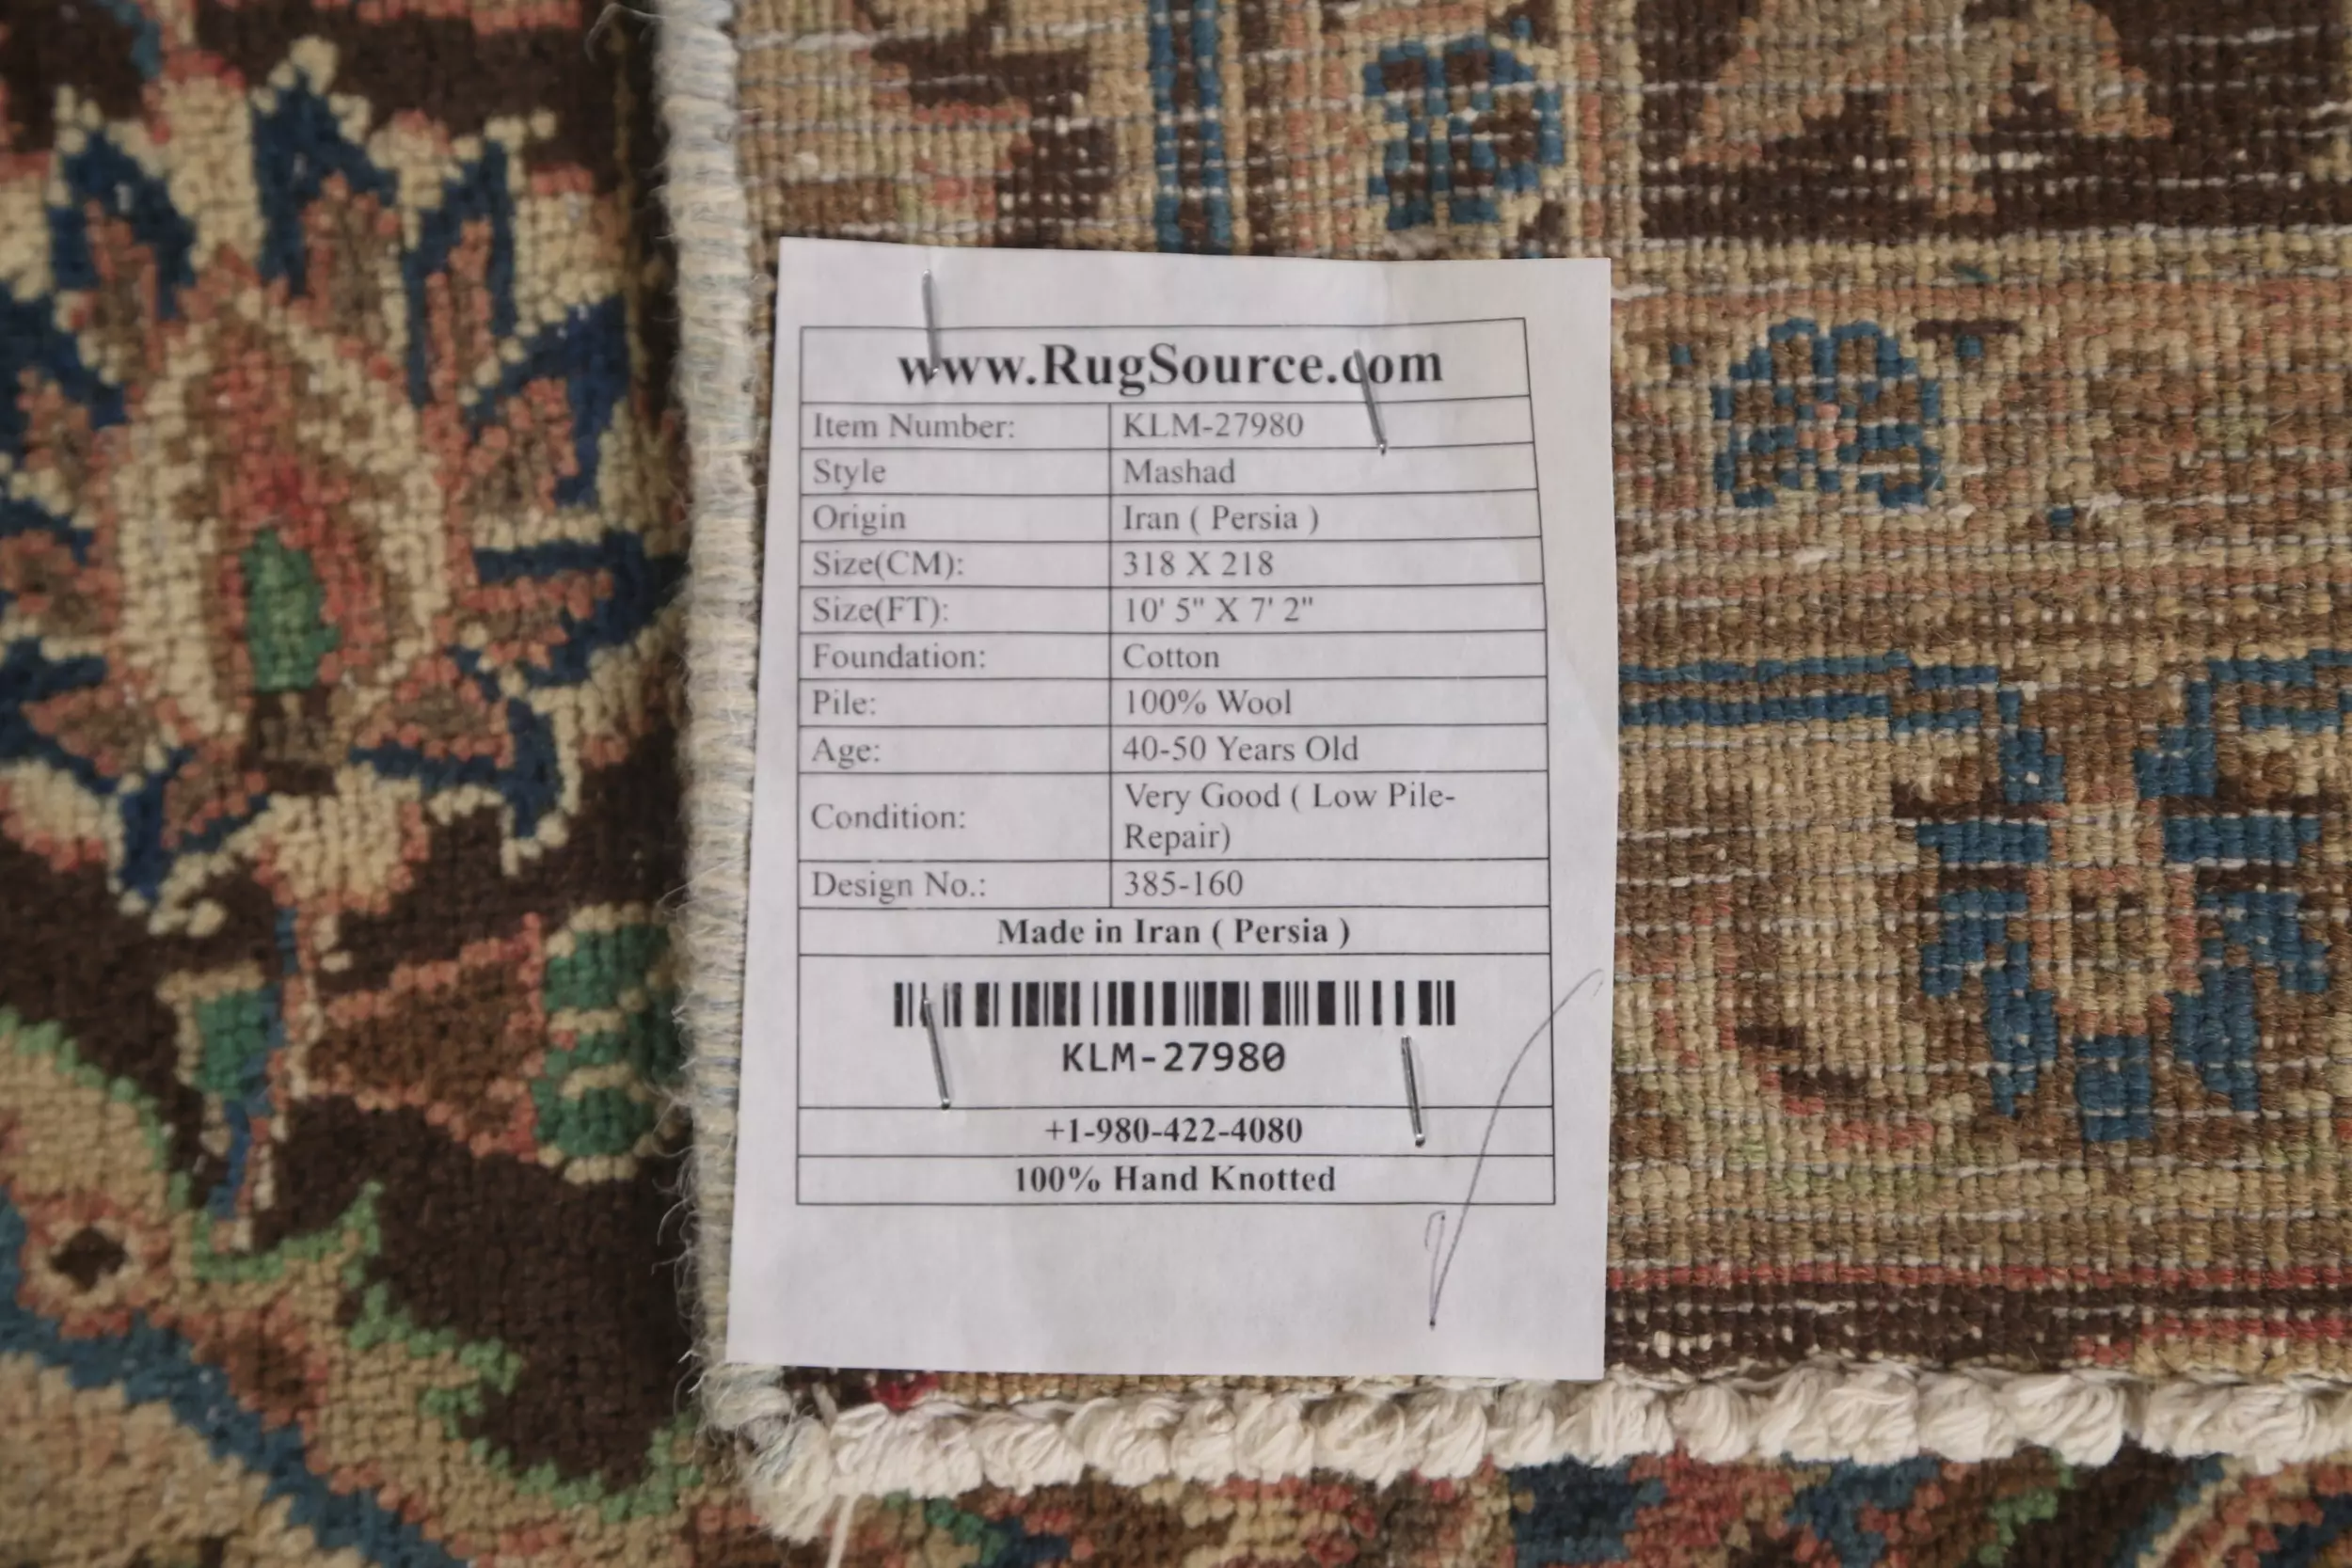 www.RugSource.com
Item Number: KLM-27980
Style Mashad
Origin Iran ( Persia )
Size(CM): 318 X 218
Size(FT): 10' 5" X 7' 2"
Foundation: Cotton
Pile: 100% Wool
Age: 40-50 Years Old
Condition: Very Good ( Low Pile-
Repair)
Design No.: 385-160
Made in Iran ( Persia )
KLM-27980
+1-980-422-4080
100% Hand Knotted